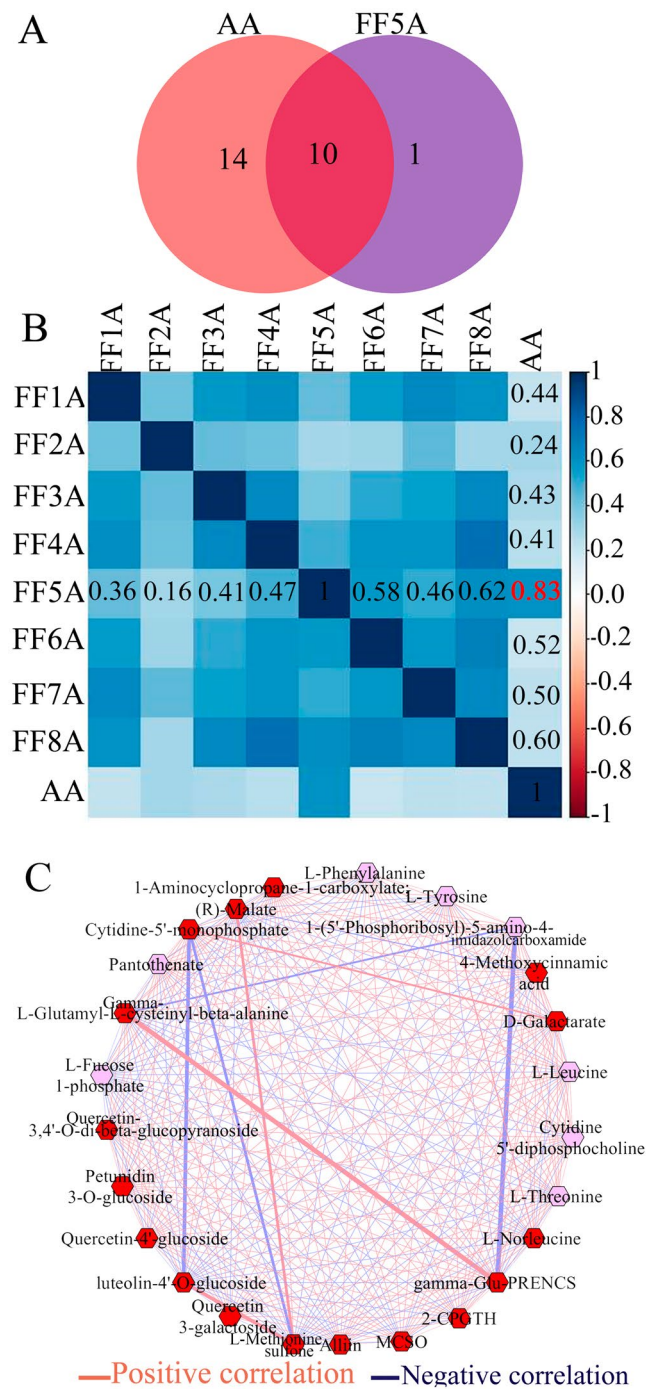 A
AA
FF5A
14
10
1
B
FF1A
FF2A
FF3A
FF4A
FF5A
FF6A
FF7A
FF8A
AA
FF1A
0.44
FF2A
0.24
FF3A
0.43
FF4A
0.41
FF5A
0.36 0.16 0.41 0.47 1 0.58 0.46 0.62 0.83
FF6A
0.52
FF7A
0.50
FF8A
0.60
AA
1
1
0.8
0.6
0.4
0.2
0.0
-0.2
-0.4
-0.6
-0.8
-1
C
L-Phenylalanine
1-Aminocyclopropane-1-carboxylate;
L-Tyrosine
(R)-Malate
Cytidine-5'-monophosphate
1-(5'-Phosphoribosyl)-5-amino-4-
imidazolcarboxamide
Pantothenate
4-Methoxycinnamic
acid
Gamma-
L-Glutamyl-L-cysteinyl-beta-alanine
D-Galactarate
L-Fucose
1-phosphate
L-Leucine
Quercetin-
3,4'-O-di-beta-glucopyranoside
Cytidine
5'-diphosphocholine
Petunidin
3-O-glucoside
L-Threonine
Quercetin-4'-glucoside
L-Norleucine
luteolin-4'-O-glucoside
gamma-Glu-PRENCS
Quercetin
3-galactoside
2-CPGTH
L-Methionine
sulfone
Alliin
MCSO
Positive correlation
Negative correlation